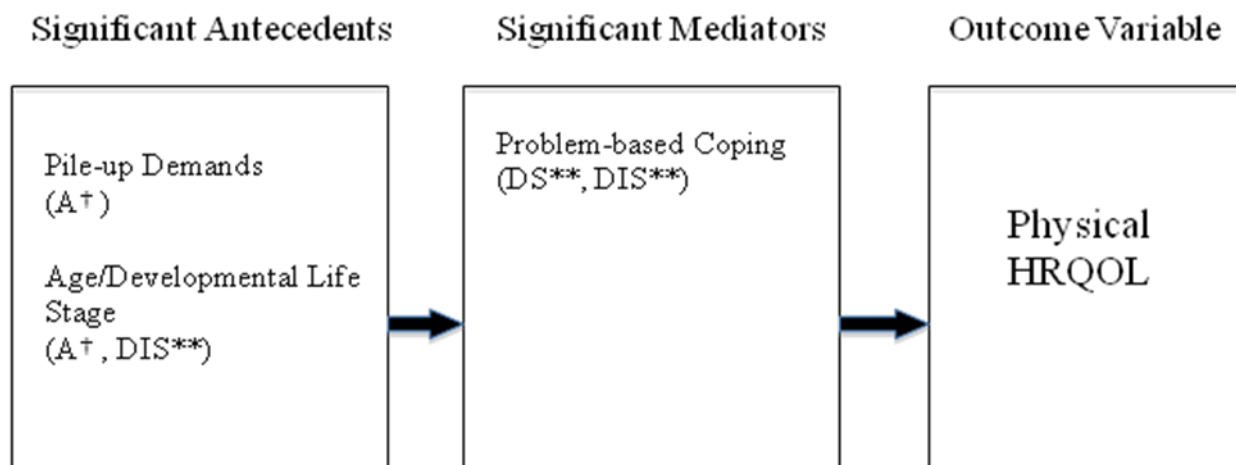 Significant Antecedents
Significant Mediators
Outcome Variable
Pile-up Demands
(A†)
Age/Developmental Life
Stage
(A†, DIS**)
Problem-based Coping
(DS**, DIS**)
Physical
HRQOL